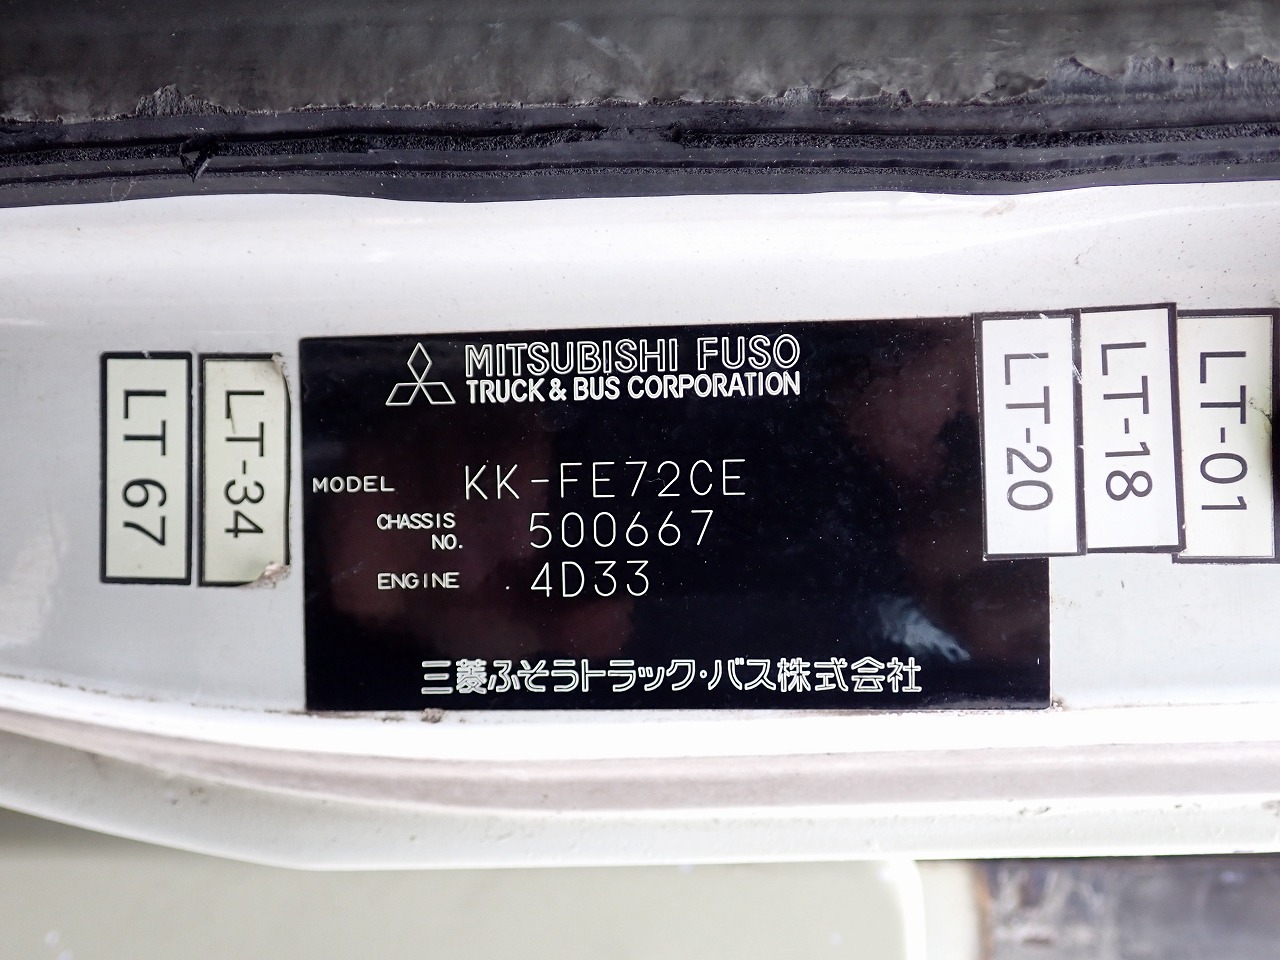 MITSUBISHI FUSO
TRUCK & BUS CORPORATION
MODEL KK-FE72CE
CHASSIS NO. 500667
ENGINE 4D33
三菱ふそうトラック・バス株式会社
LT 67
LT-34
LT-20
LT-18
LT-01